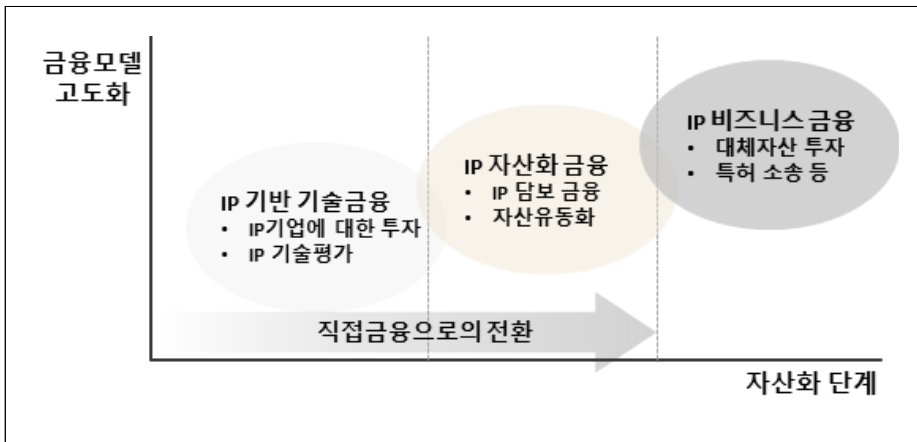 금융모델
고도화
IP 기반 기술금융
• IP기업에 대한 투자
• IP 기술평가
IP 자산화 금융
• IP 담보 금융
• 자산유동화
IP 비즈니스 금융
• 대체자산 투자
• 특허 소송 등
직접금융으로의 전환
자산화 단계